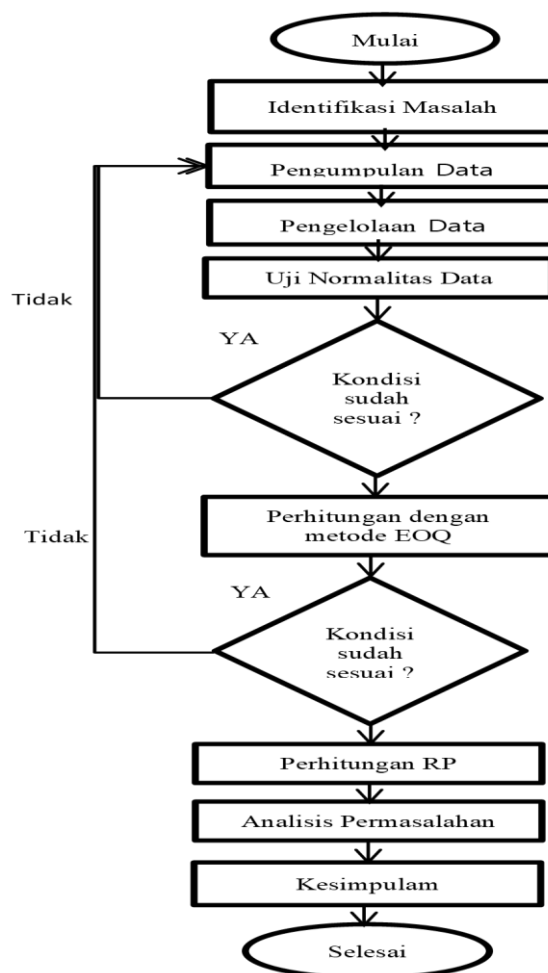 Mulai
Identifikasi Masalah
Pengumpulan Data
Pengelolaan Data
Uji Normalitas Data
Tidak
YA
Kondisi
sudah
sesuai ?
Perhitungan dengan
metode EOQ
Tidak
YA
Kondisi
sudah
sesuai ?
Perhitungan RP
Analisis Permasalahan
Kesimpulam
Selesai